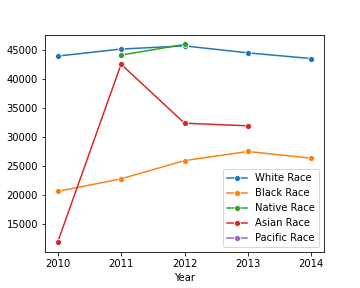 45000
40000
35000
30000
25000
20000
15000
2010 2011 2012 2013 2014
Year
White Race
Black Race
Native Race
Asian Race
Pacific Race